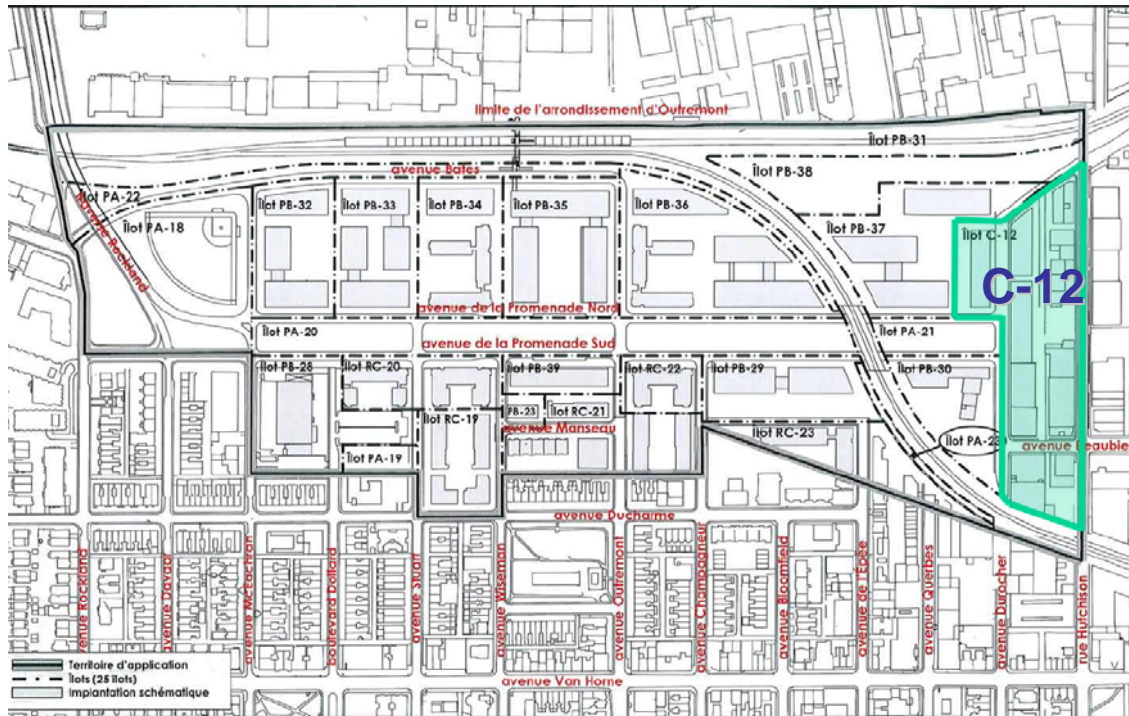 limite de l'arrondissement d'Outremont
Îlot PB-31
avenue Bates
Îlot PB-38
Îlot PA-22
Îlot PB-32
Îlot PB-33
Îlot PB-34
Îlot PB-35
Îlot PB-36
Îlot PA-18
Îlot PB-37
Îlot C-12
C-12
avenue Rockland
avenue de la Promenade Nord
Îlot PA-20
Îlot PA-21
avenue de la Promenade Sud
Îlot PB-28
Îlot RC-20
Îlot PB-39
Îlot RC-22
Îlot PB-29
Îlot PB-30
PB-23
Îlot RC-21
Îlot RC-19
avenue Manseau
Îlot RC-23
Îlot PA-23
avenue Beaubie
Îlot PA-19
avenue Ducharme
avenue Rockland
avenue Davaar
avenue McEachran
boulevard Dollard
avenue Stuart
avenue Wiseman
avenue Outremont
avenue Champagneur
avenue Bloomfield
avenue de l'Épée
avenue Querbes
avenue Durocher
rue Hutchison
avenue Van Horne
Territoire d'application
Îlots (25 îlots)
Implantation schématique